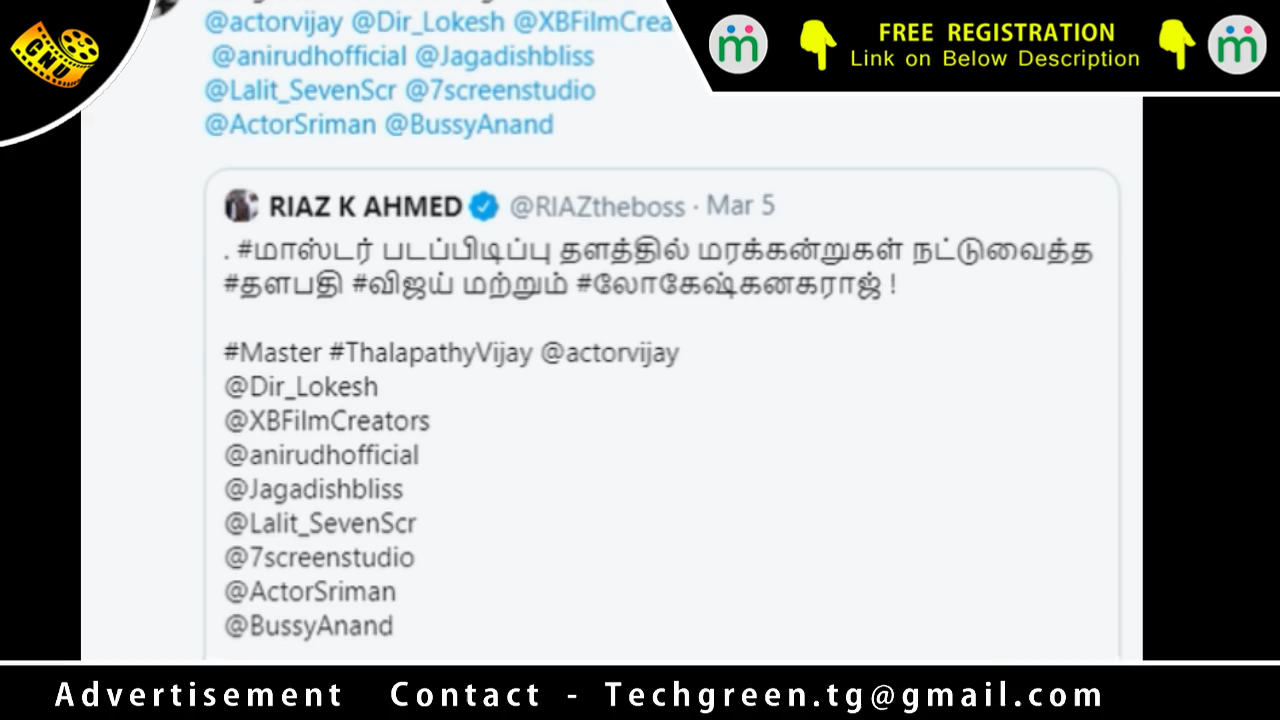 @actorvijay @Dir_Lokesh @XBFilmCrea
@anirudhofficial @Jagadishbliss
@Lalit_SevenScr @7screenstudio
@ActorSriman @BussyAnand
RIAZ K AHMED @RIAZtheboss · Mar 5
. #மாஸ்டர் படப்பிடிப்பு தளத்தில் மரக்கன்றுகள் நட்டுவைத்த
#தளபதி #விஜய் மற்றும் #லோகேஷ்கனகராஜ் !
#Master #ThalapathyVijay @actorvijay
@Dir_Lokesh
@XBFilmCreators
@anirudhofficial
@Jagadishbliss
@Lalit_SevenScr
@7screenstudio
@ActorSriman
@BussyAnand
CNU
m
FREE REGISTRATION
Link on Below Description
m
Advertisement Contact - Techgreen.tg@gmail.com